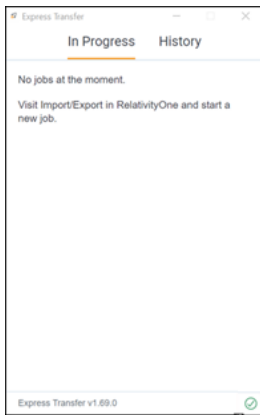 Express Transfer
In Progress History
No jobs at the moment.
Visit Import/Export in RelativityOne and start a
new job.
Express Transfer v1.69.0